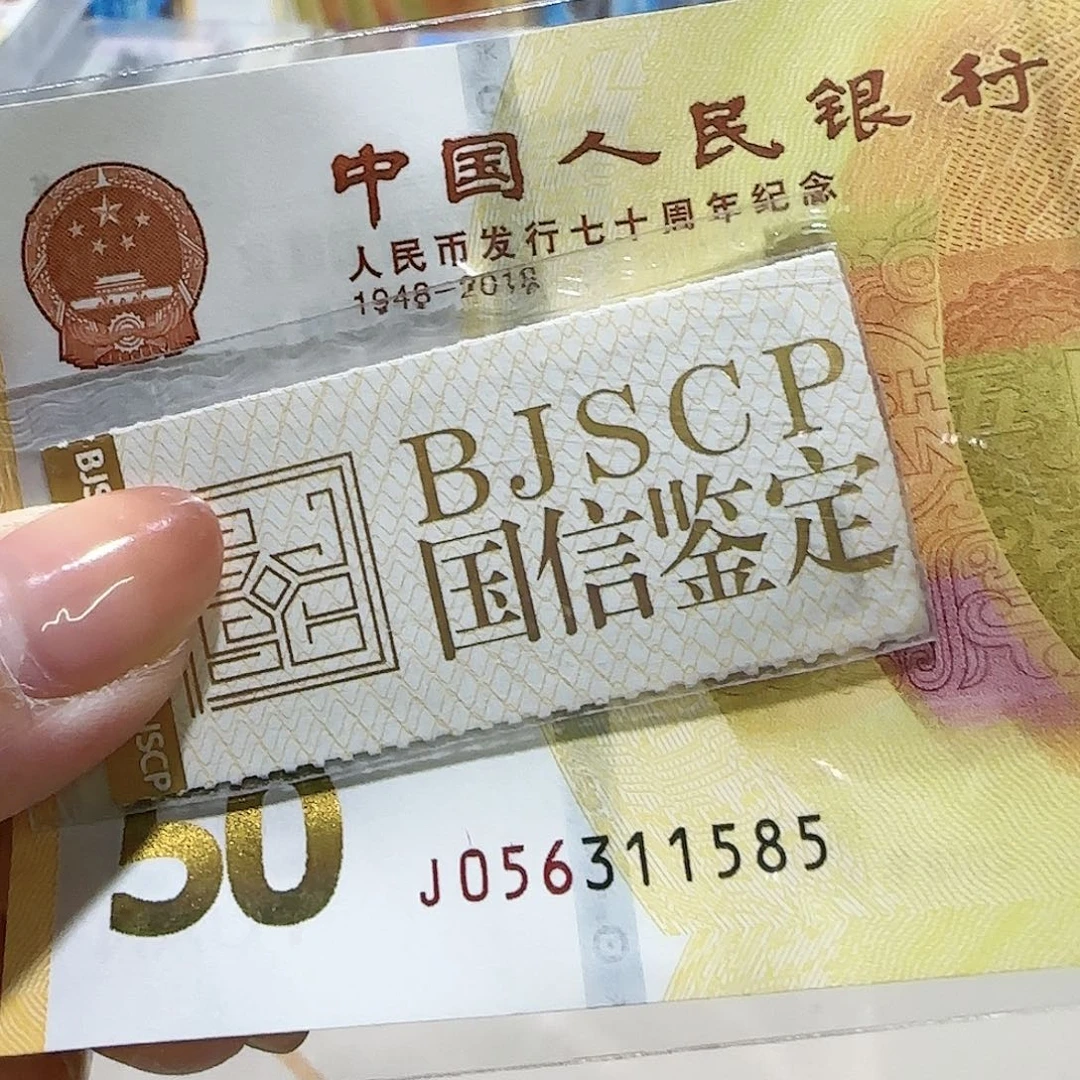 中国人民银行
人民币发行七十周年纪念
1948-2018
BJSCP
国信鉴定
JSCP
50
J056311585